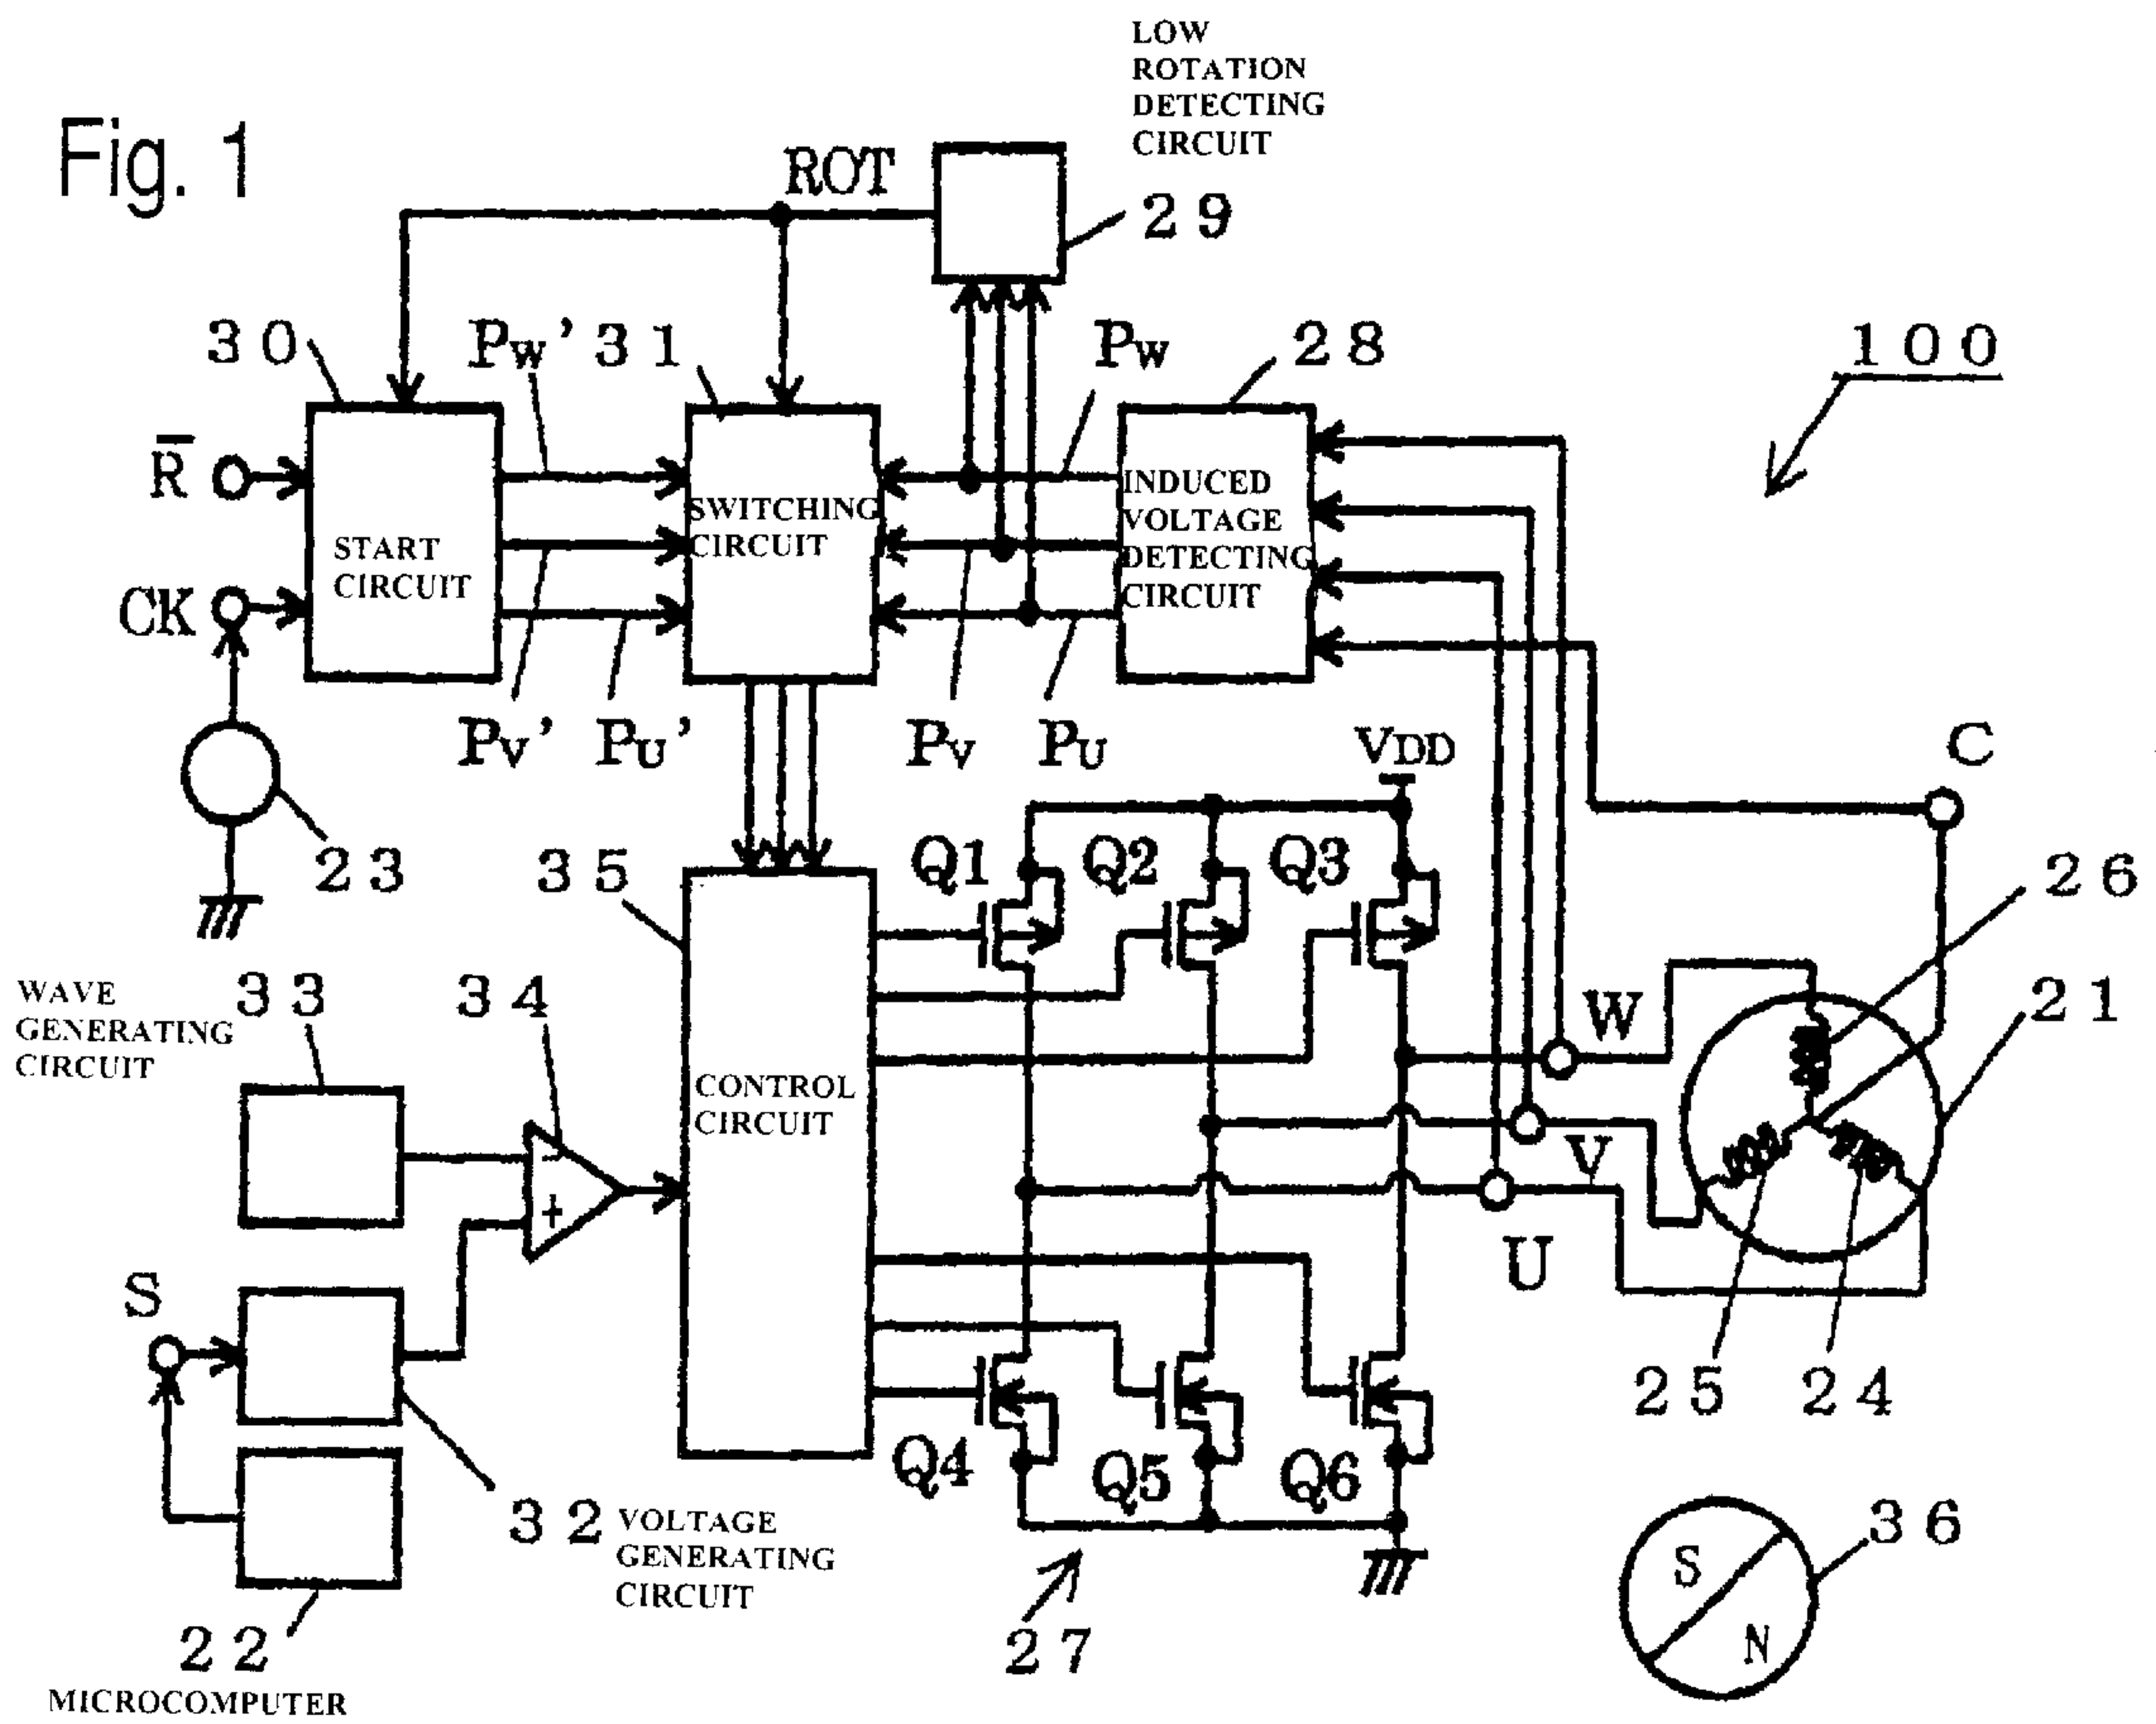 LOW
ROTATION
DETECTING
CIRCUIT
Fig. 1
ROT
29
30
Pw'
31
Pw
28
100
R̅
START
CIRCUIT
SWITCHING
CIRCUIT
INDUCED
VOLTAGE
DETECTING
CIRCUIT
CK
Pv'
PU'
Pv
PU
VDD
C
23
35
Q1
Q2
Q3
26
WAVE
GENERATING
CIRCUIT
33
34
W
21
CONTROL
CIRCUIT
-
+
V
U
S
25
24
Q4
Q5
Q6
32
VOLTAGE
GENERATING
CIRCUIT
36
S
N
22
27
MICROCOMPUTER